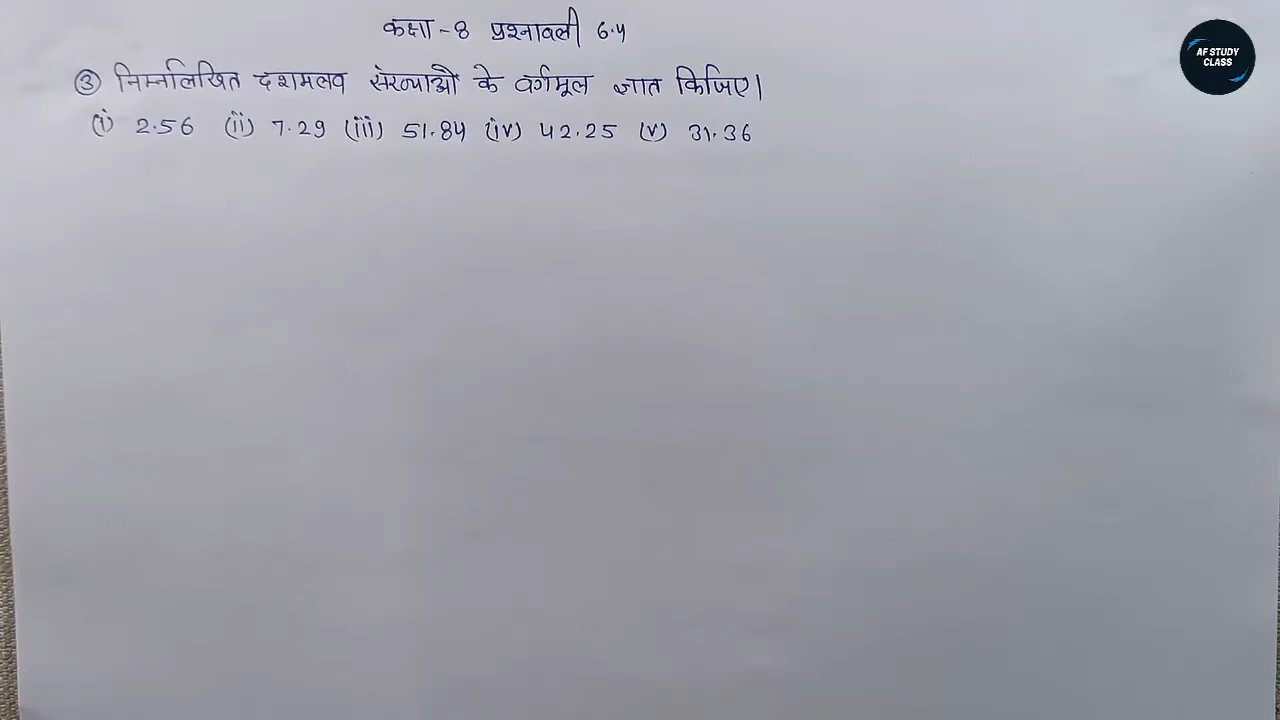 कक्षा - 8 प्रश्नावली 6.4
③ निम्नलिखित दशमलव संख्याओं के वर्गमूल ज्ञात किजिए।
(i) 2.56 (ii) 7.29 (iii) 51.84 (iv) 42.25 (v) 31.36
AF STUDY
CLASS